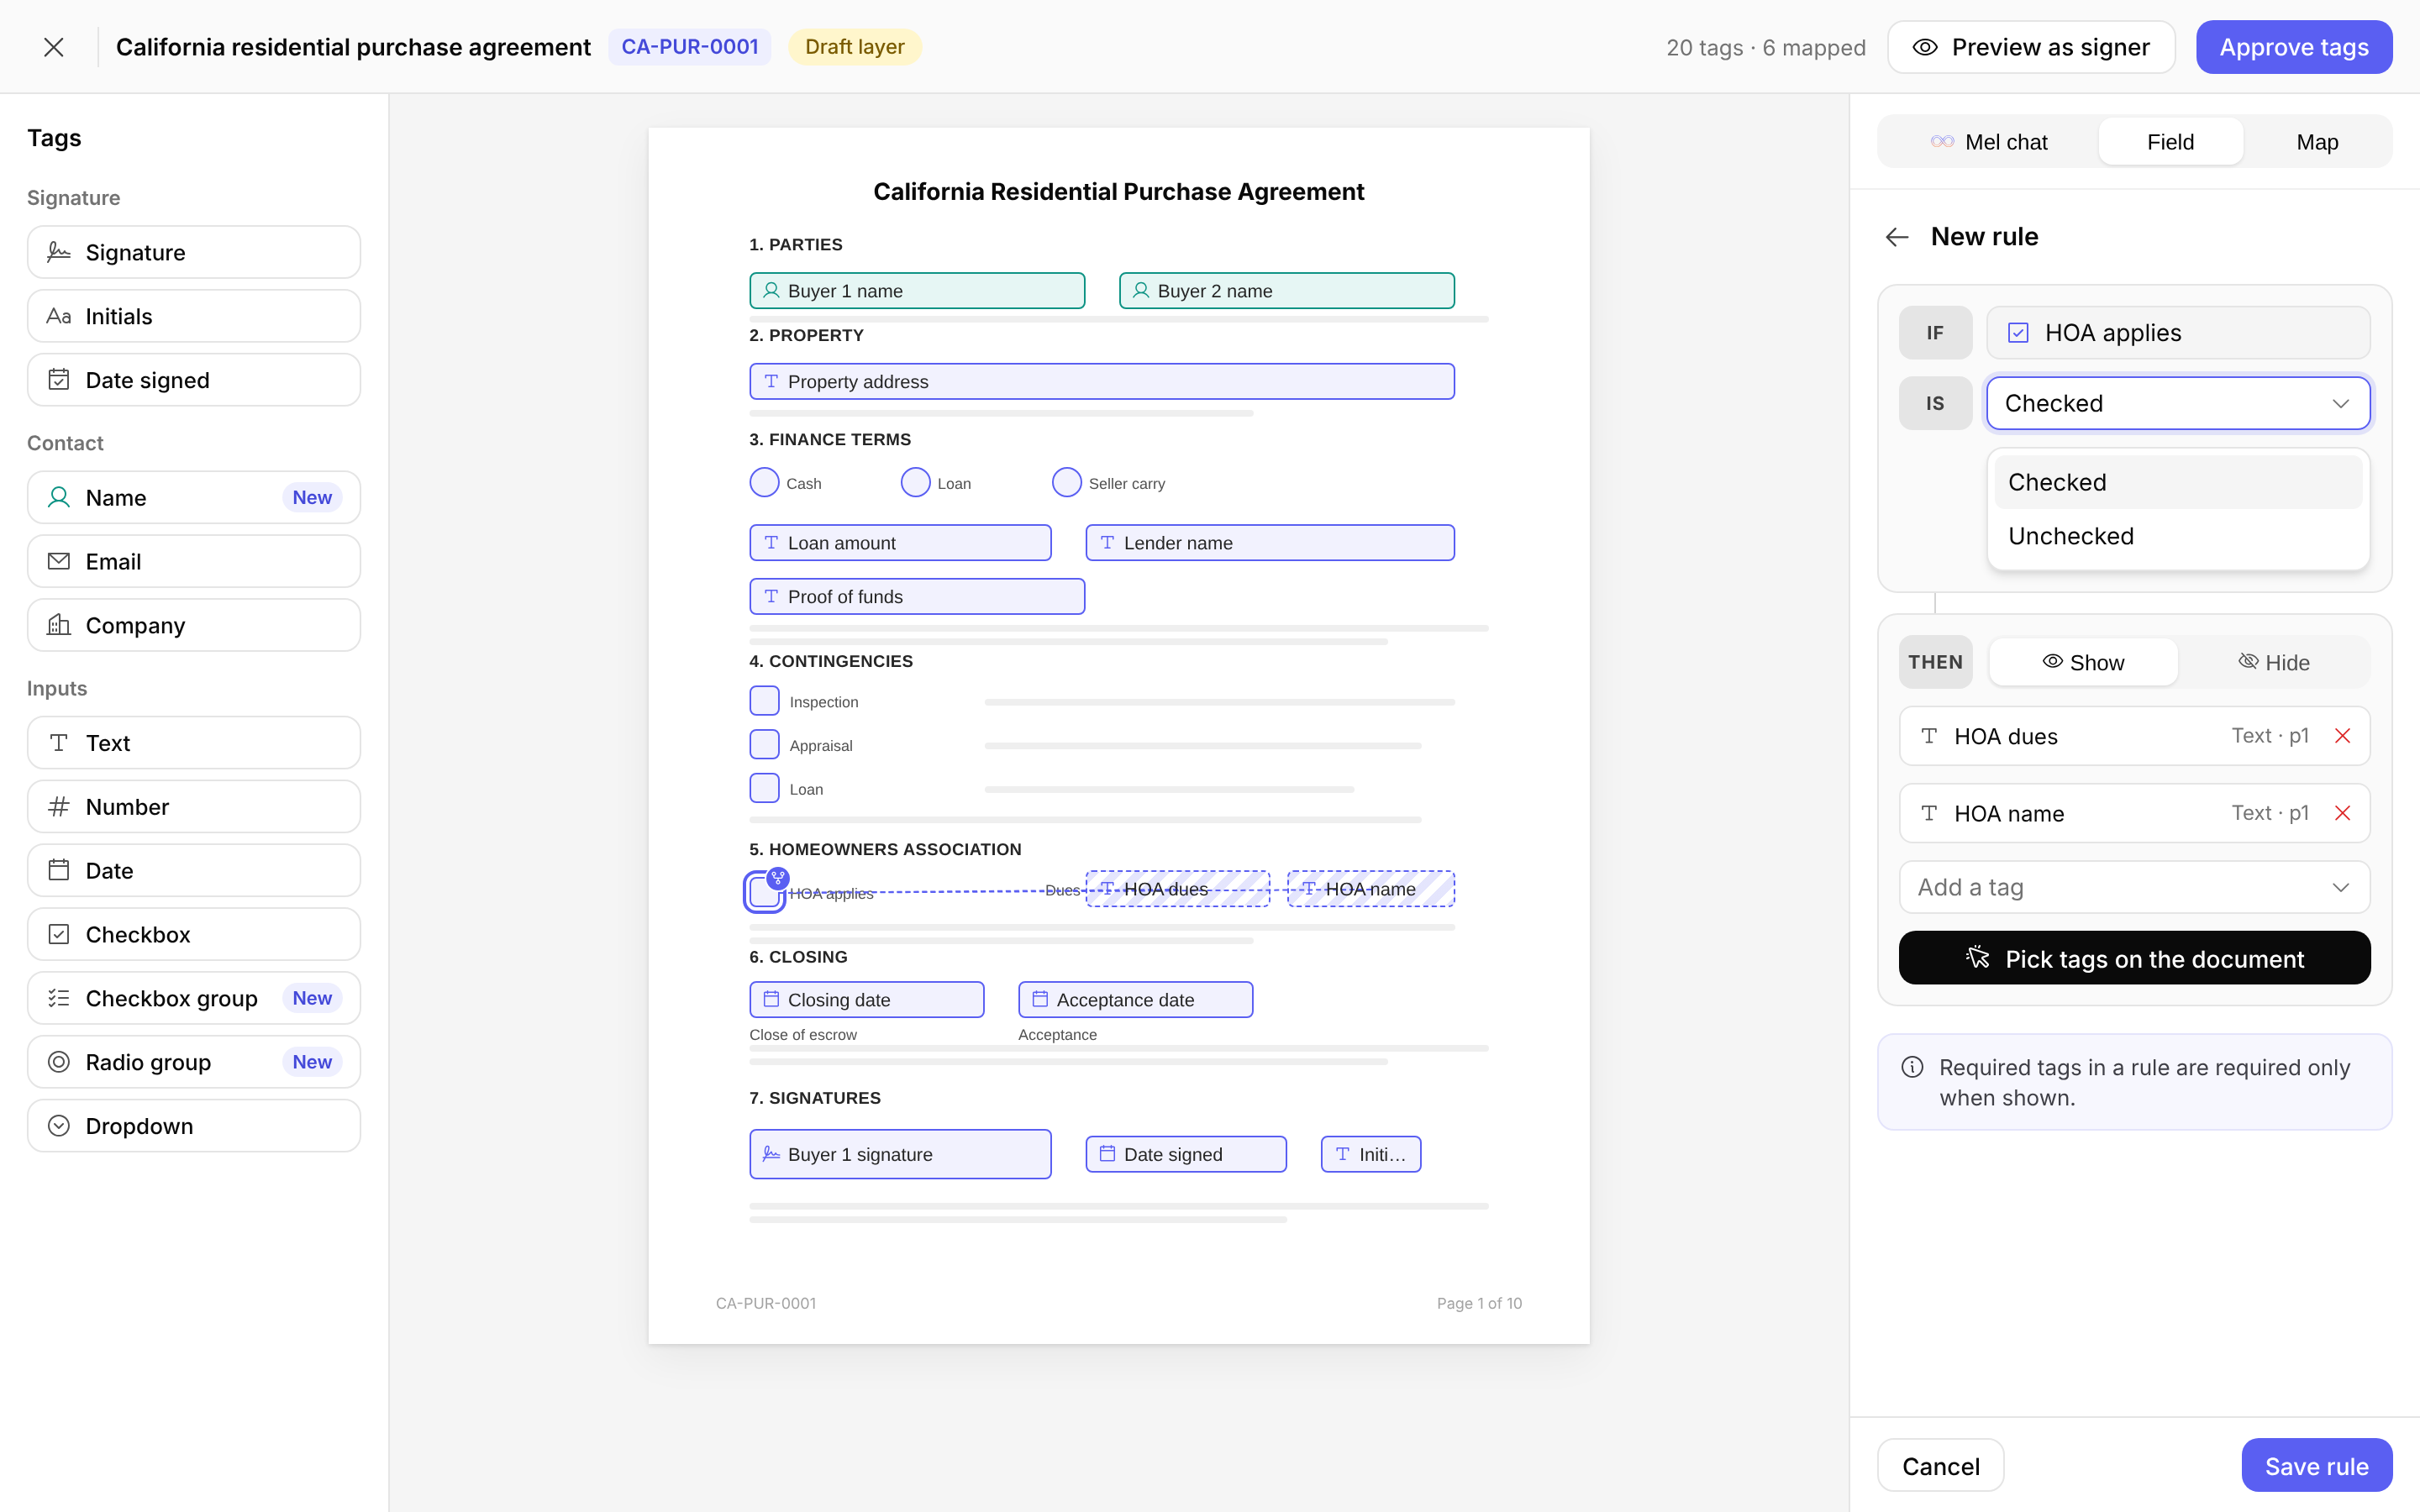 California residential purchase agreement
CA-PUR-0001
Draft layer
20 tags · 6 mapped
Preview as signer
Approve tags
Tags
Signature
Signature
Initials
Date signed
Contact
Name
New
Email
Company
Inputs
Text
Number
Date
Checkbox
Checkbox group
New
Radio group
New
Dropdown
California Residential Purchase Agreement
1. PARTIES
Buyer 1 name
Buyer 2 name
2. PROPERTY
Property address
3. FINANCE TERMS
Cash
Loan
Seller carry
Loan amount
Lender name
Proof of funds
4. CONTINGENCIES
Inspection
Appraisal
Loan
5. HOMEOWNERS ASSOCIATION
HOA applies
Dues
HOA dues
HOA name
6. CLOSING
Closing date
Acceptance date
Close of escrow
Acceptance
7. SIGNATURES
Buyer 1 signature
Date signed
Initi...
CA-PUR-0001
Page 1 of 10
Mel chat
Field
Map
New rule
IF
HOA applies
IS
Checked
Checked
Unchecked
THEN
Show
Hide
HOA dues
Text · p1
HOA name
Text · p1
Add a tag
Pick tags on the document
Required tags in a rule are required only
when shown.
Cancel
Save rule